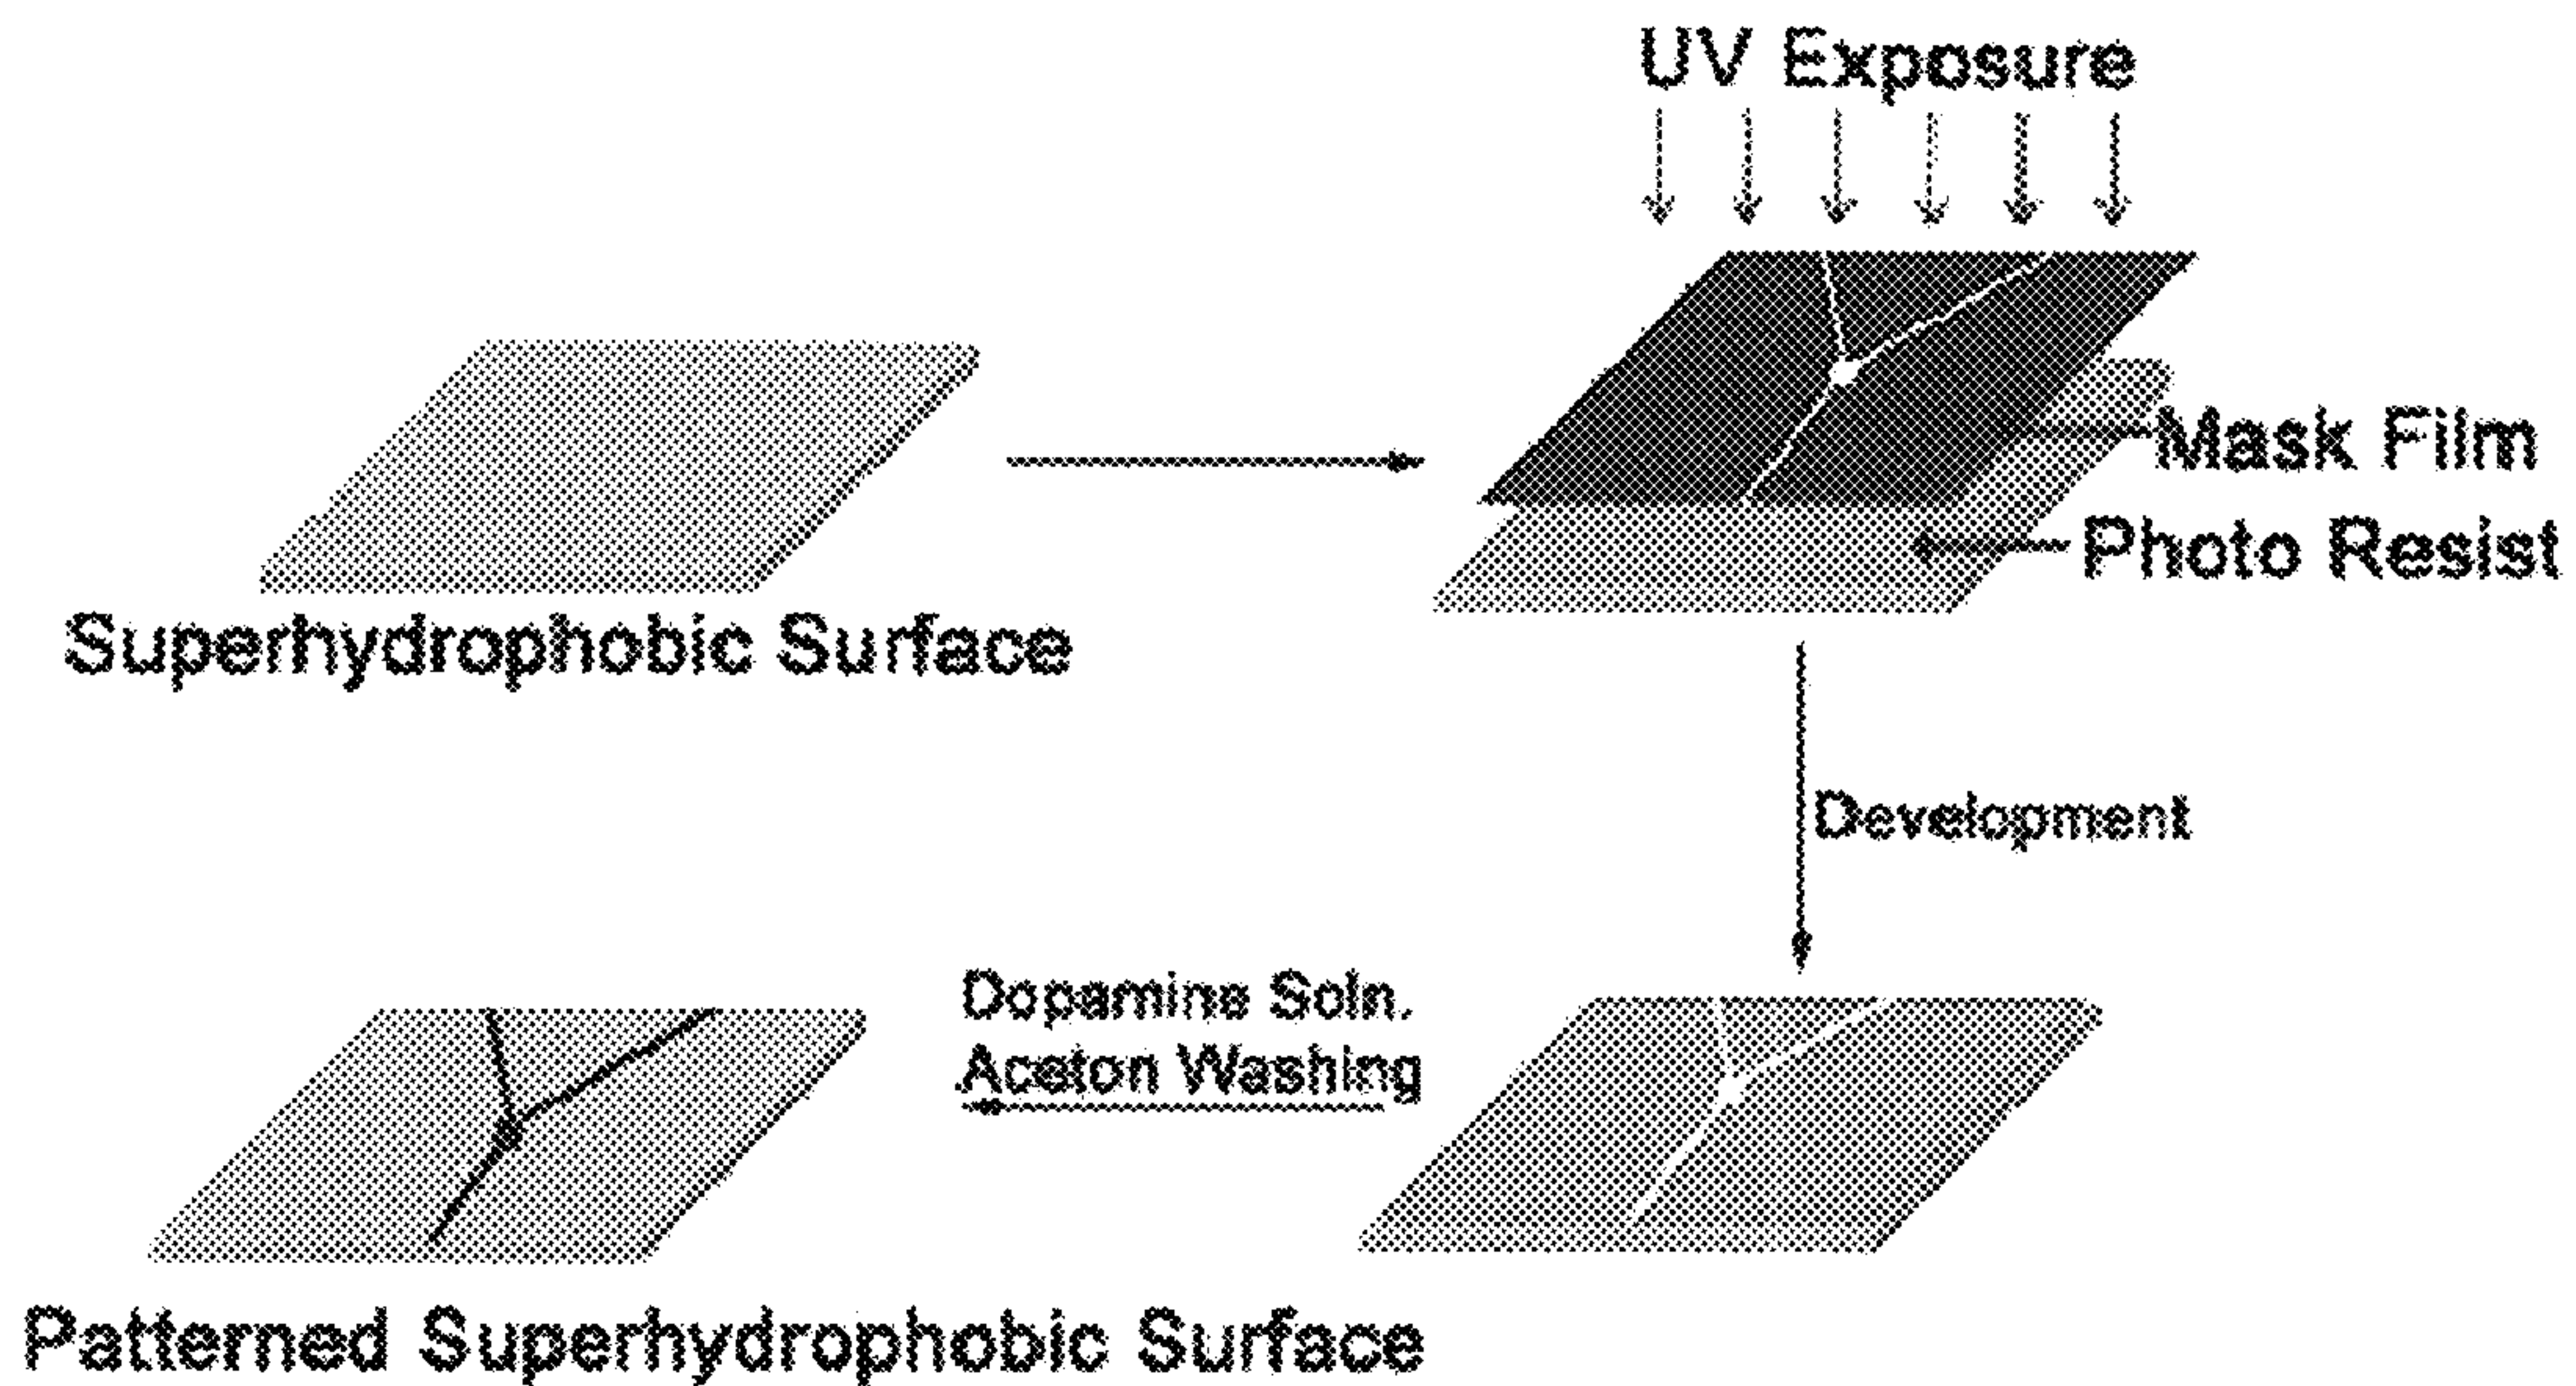 UV Exposure
Superhydrophobic Surface
Mask Film
Photo Resist
Development
Dopamine Soln.
Aceton Washing
Patterned Superhydrophobic Surface